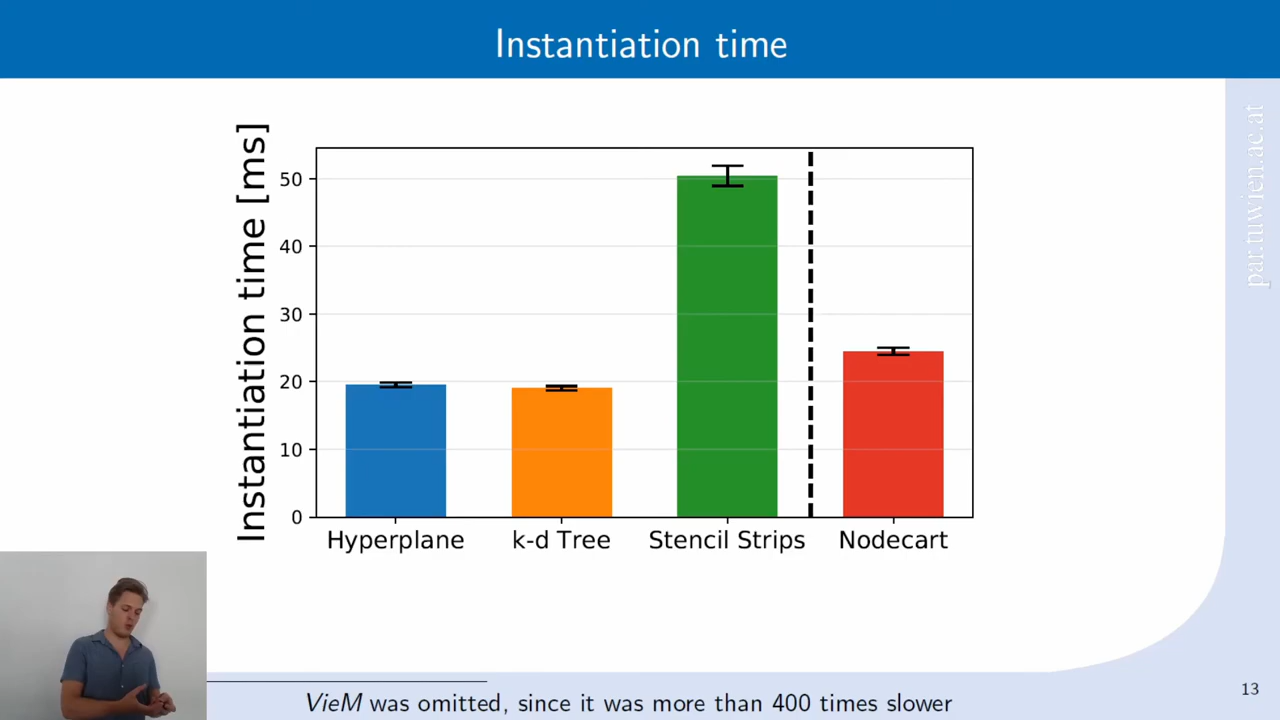 Instantiation time
par.tuwien.ac.at
Instantiation time [ms]
50
40
30
20
10
0
Hyperplane
k-d Tree
Stencil Strips
Nodecart
VieM was omitted, since it was more than 400 times slower
13